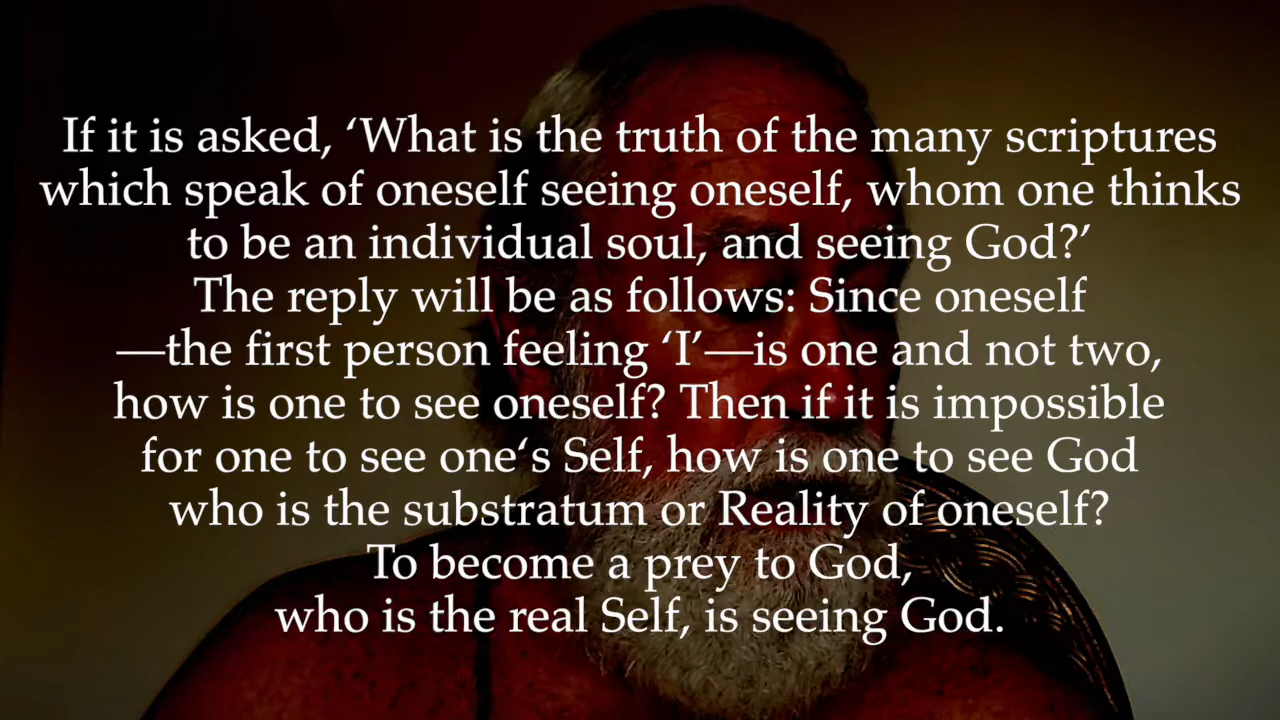 If it is asked, ‘What is the truth of the many scriptures
which speak of oneself seeing oneself, whom one thinks
to be an individual soul, and seeing God?’
The reply will be as follows: Since oneself
—the first person feeling ‘I’—is one and not two,
how is one to see oneself? Then if it is impossible
for one to see one‘s Self, how is one to see God
who is the substratum or Reality of oneself?
To become a prey to God,
who is the real Self, is seeing God.